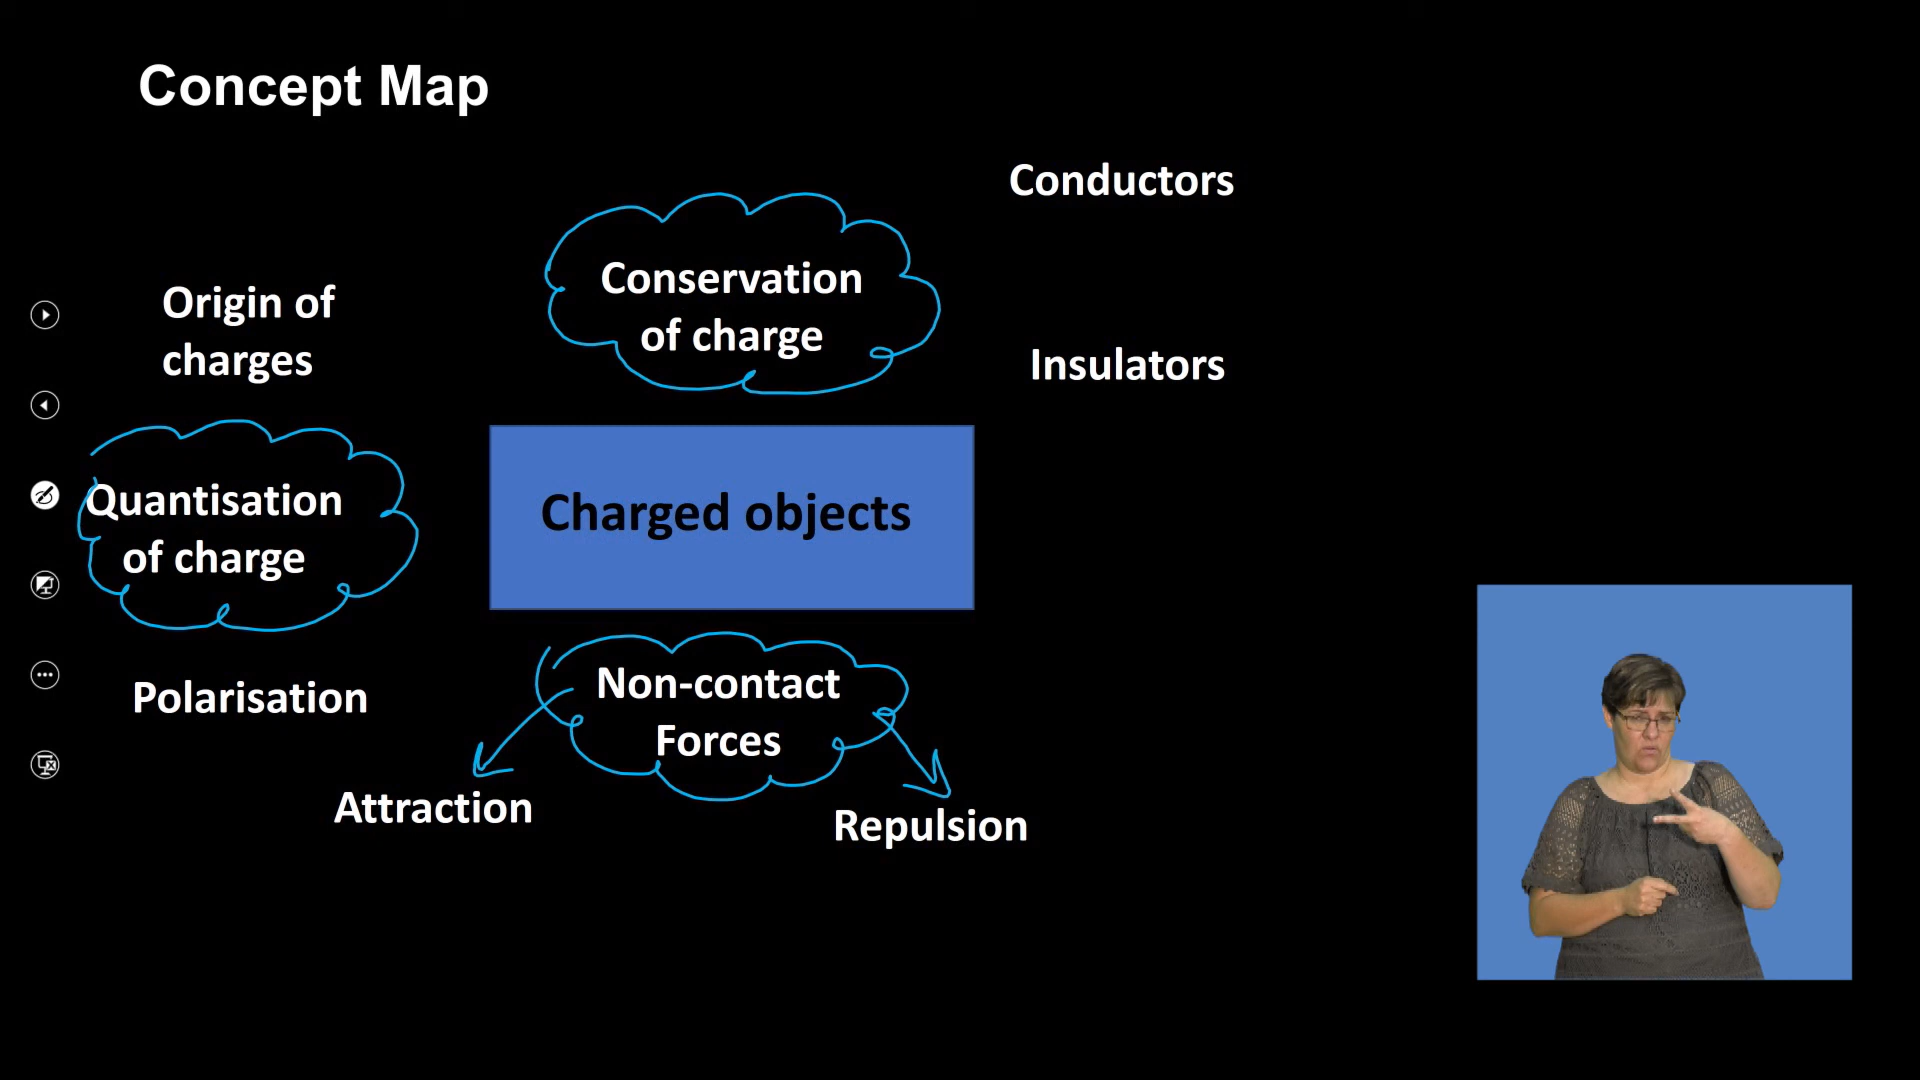 Concept Map
Conductors
Conservation
of charge
Origin of
charges
Insulators
Quantisation
of charge
Charged objects
Non-contact
Forces
Polarisation
Attraction
Repulsion